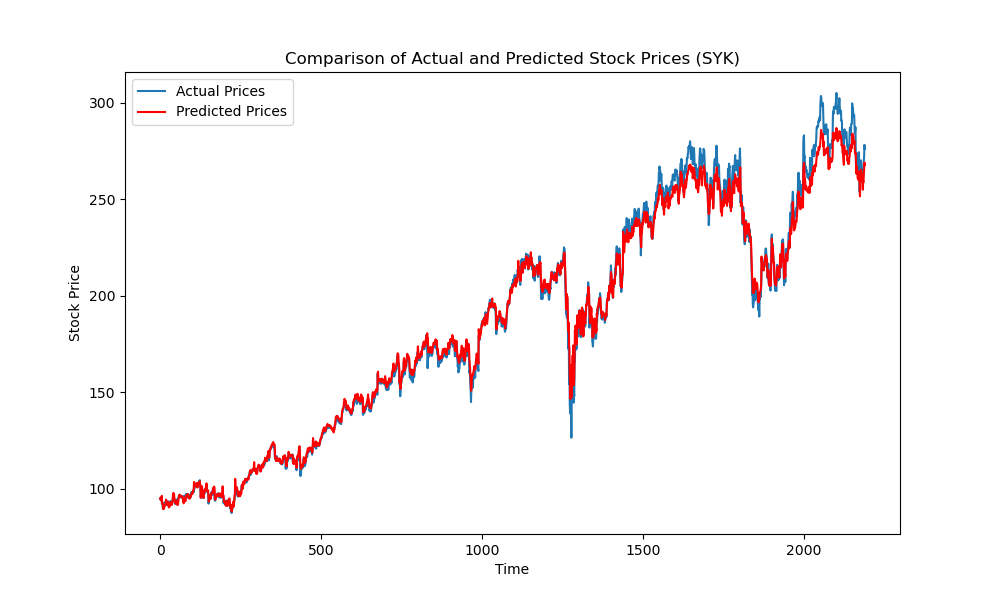 Comparison of Actual and Predicted Stock Prices (SYK)
Actual Prices
Predicted Prices
300
250
200
150
100
Stock Price
0 500 1000 1500 2000
Time